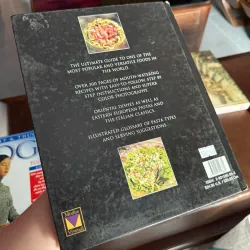 THE ULTIMATE GUIDE TO ONE OF THE
MOST POPULAR AND VERSATILE FOODS IN
THE WORLD
OVER 300 PAGES OF MOUTH-WATERING
RECIPES WITH EASY-TO-FOLLOW STEP BY
STEP INSTRUCTIONS AND SUPERB
COLOR PHOTOGRAPHS
ORIENTAL DISHES AS WELL AS
EASTERN EUROPEAN PASTAS AND
THE ITALIAN CLASSICS
ILLUSTRATED GLOSSARY OF PASTA TYPES
AND SERVING SUGGESTIONS